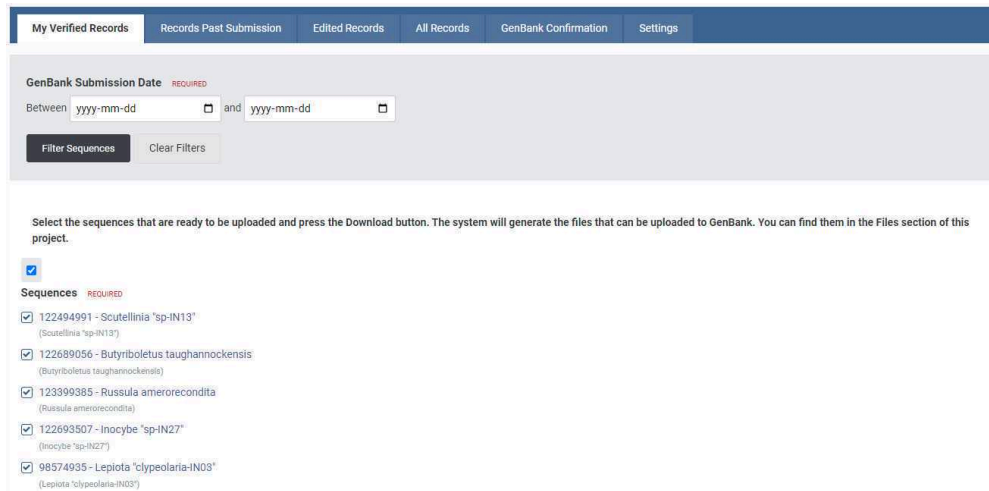 My Verified Records Records Past Submission Edited Records All Records GenBank Confirmation Settings
GenBank Submission Date REQUIRED
Between yyyy-mm-dd and yyyy-mm-dd
Filter Sequences Clear Filters
Select the sequences that are ready to be uploaded and press the Download button. The system will generate the files that can be uploaded to GenBank. You can find them in the Files section of this
project.
Sequences REQUIRED
122494991 - Scutellinia "sp-IN13"
(Scutellinia "sp-IN13")
122689056 - Butyriboletus taughannockensis
(Butyriboletus taughannockensis)
123399385 - Russula amerorecondita
(Russula amerorecondita)
122693507 - Inocybe "sp-IN27"
(Inocybe "sp-IN27")
98574935 - Lepiota "clypeolaria-IN03"
(Lepiota "clypeolaria-IN03")